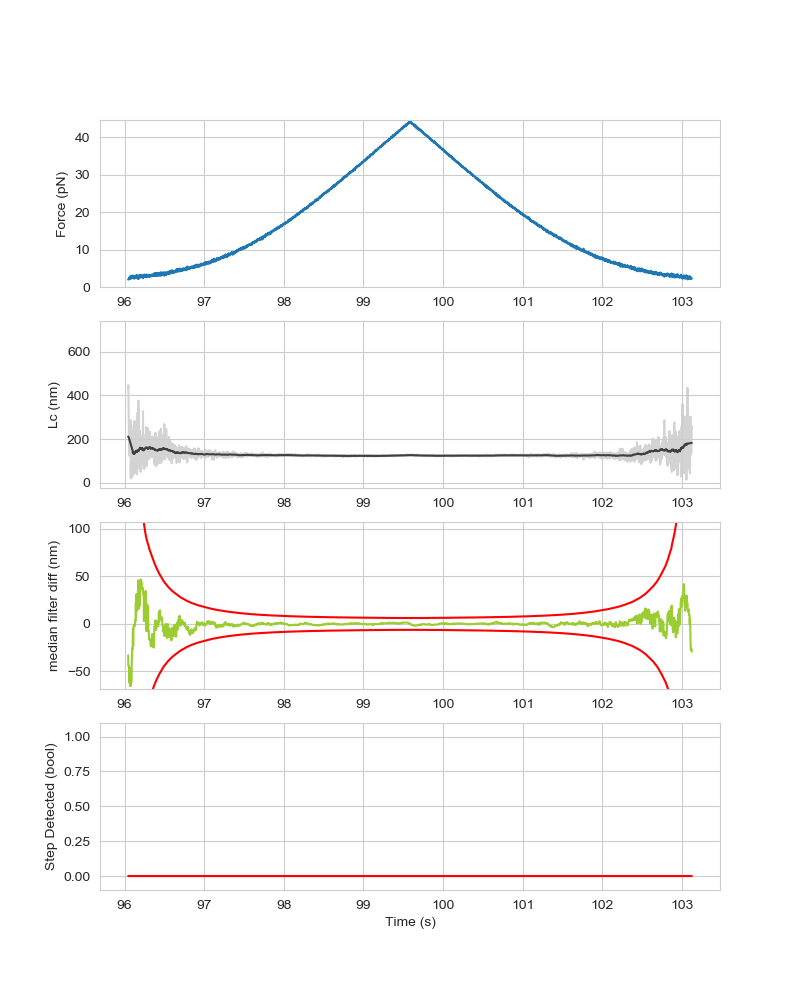 40
30
20
10
0
Force (pN)
96 97 98 99 100 101 102 103
600
400
200
0
Lc (nm)
96 97 98 99 100 101 102 103
100
50
0
−50
median filter diff (nm)
96 97 98 99 100 101 102 103
1.00
0.75
0.50
0.25
0.00
Step Detected (bool)
96 97 98 99 100 101 102 103
Time (s)